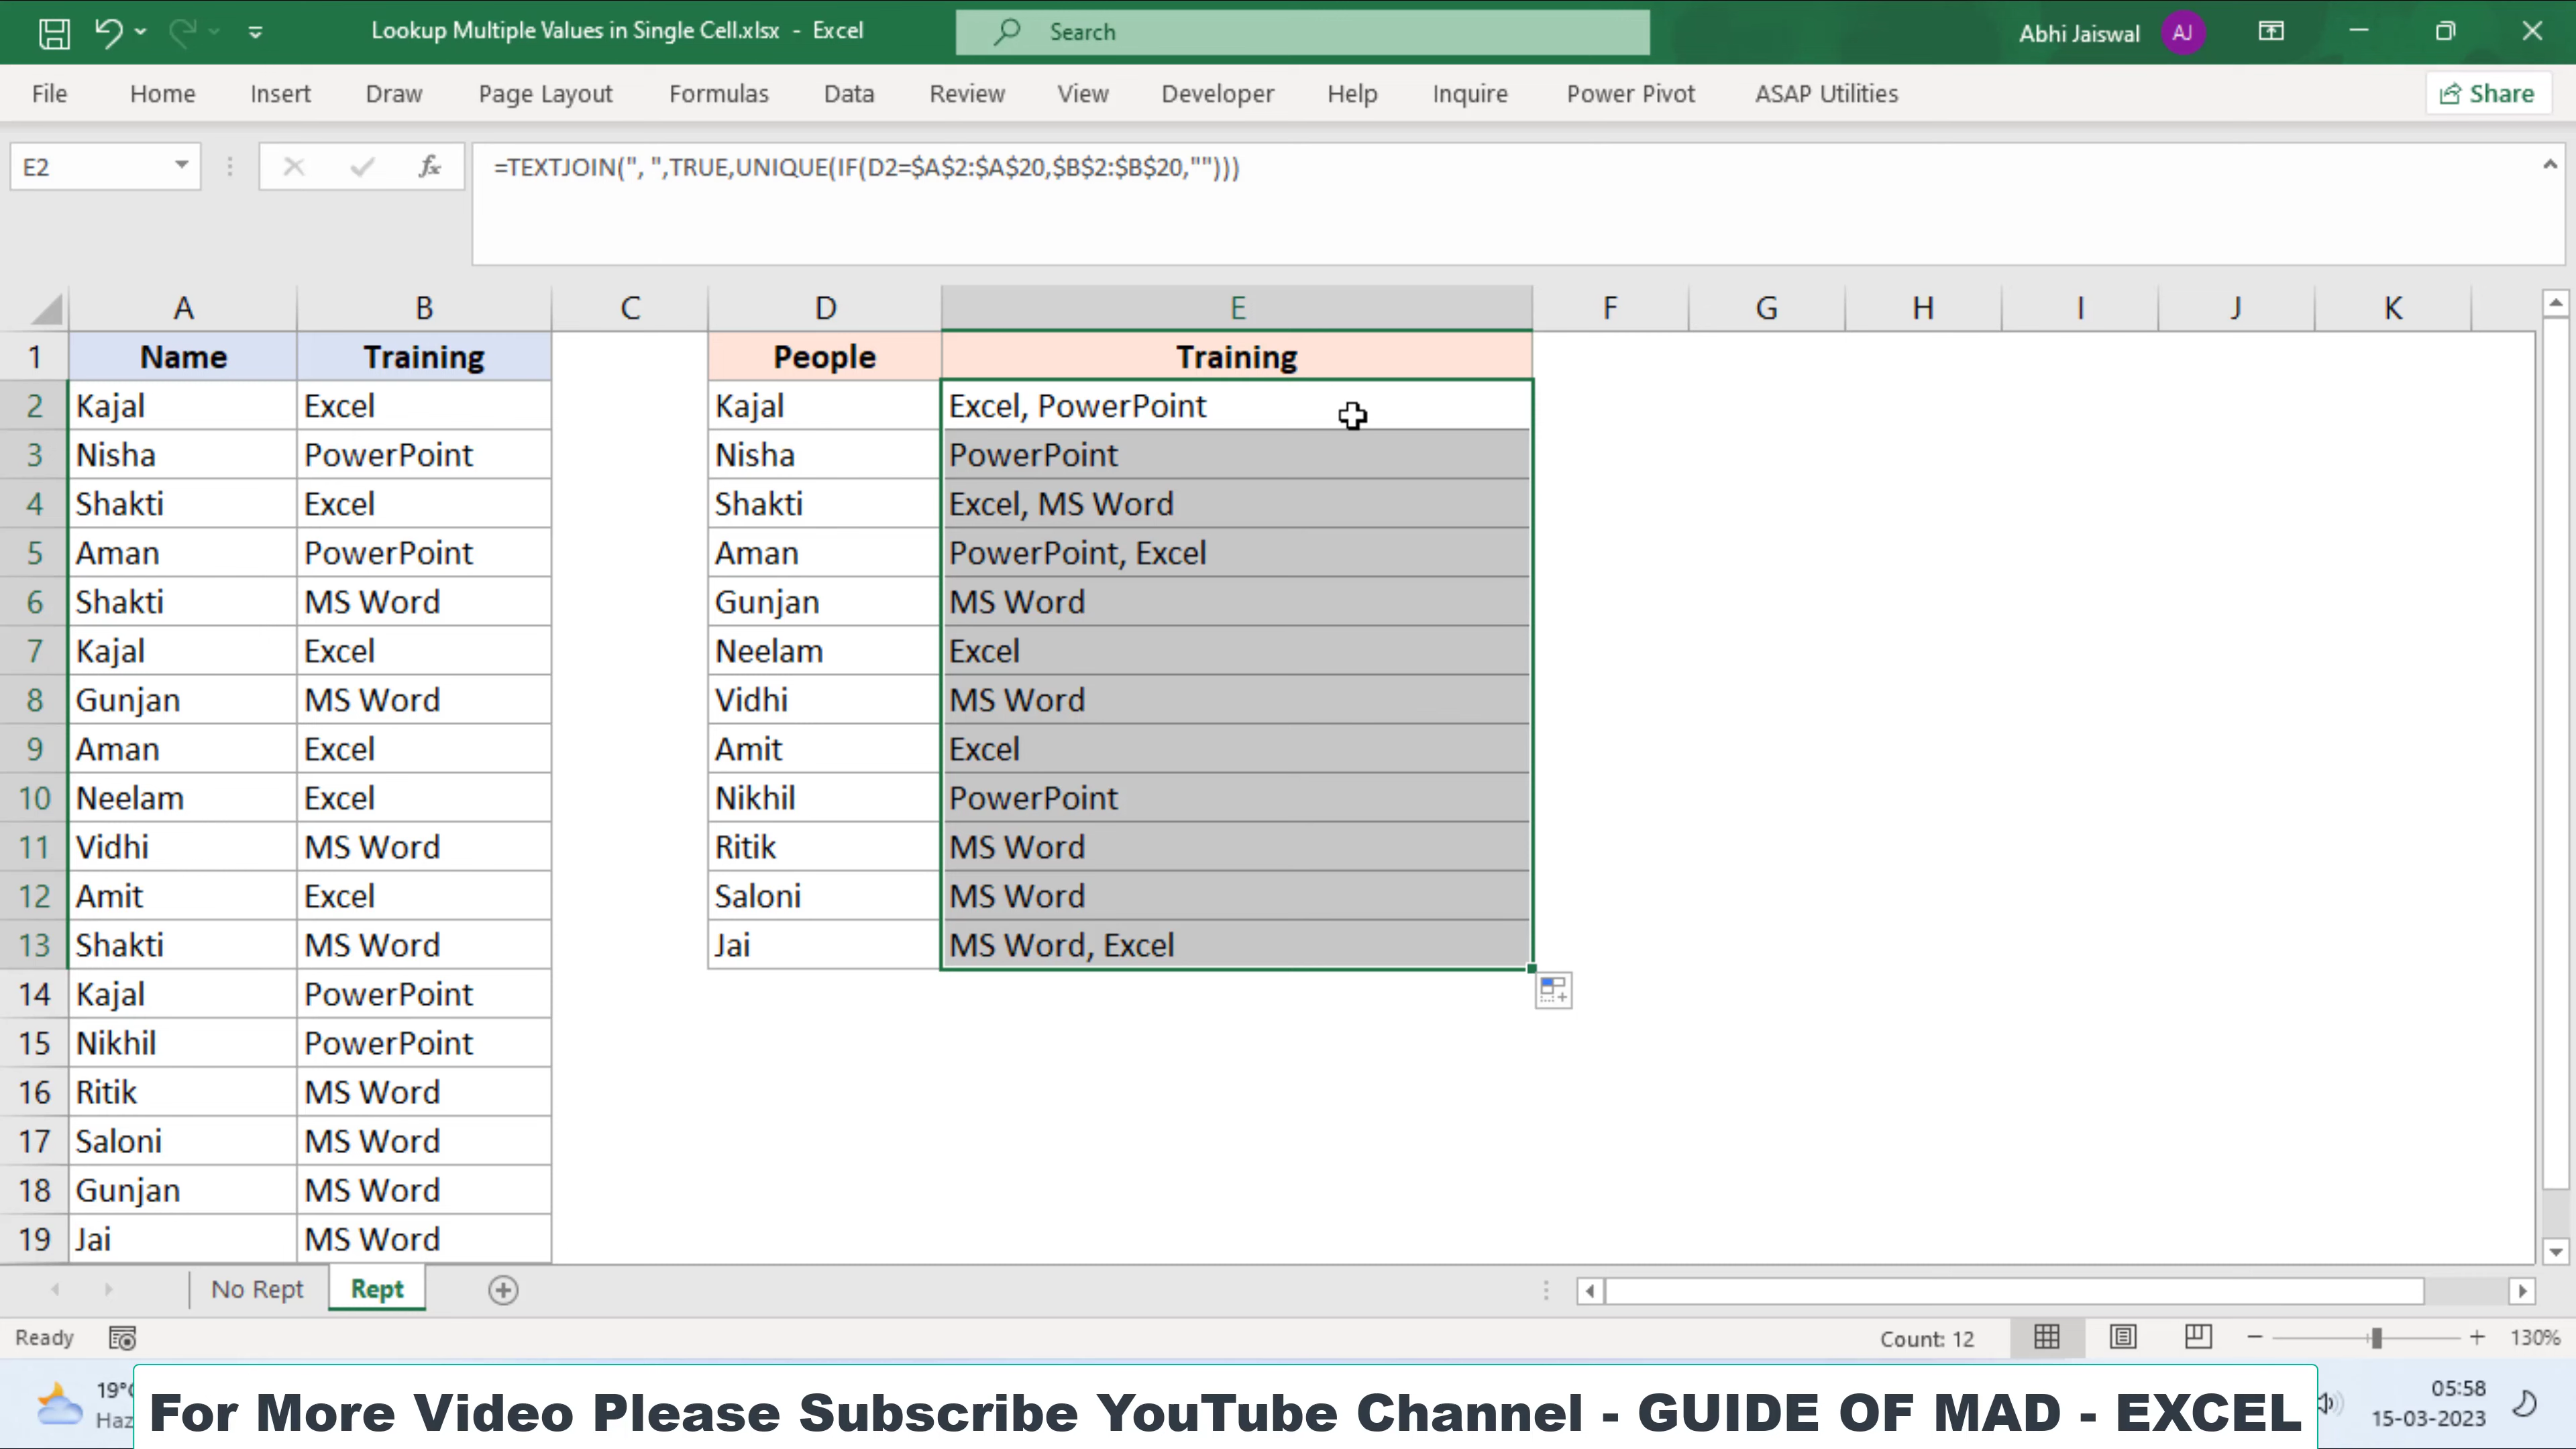 Lookup Multiple Values in Single Cell.xlsx - Excel
Search
Abhi Jaiswal AJ
File Home Insert Draw Page Layout Formulas Data Review View Developer Help Inquire Power Pivot ASAP Utilities Share
E2 fx =TEXTJOIN(", ",TRUE,UNIQUE(IF(D2=$A$2:$A$20,$B$2:$B$20,"")))
A B C D E F G H I J K
1 Name Training People Training
2 Kajal Excel Kajal Excel, PowerPoint
3 Nisha PowerPoint Nisha PowerPoint
4 Shakti Excel Shakti Excel, MS Word
5 Aman PowerPoint Aman PowerPoint, Excel
6 Shakti MS Word Gunjan MS Word
7 Kajal Excel Neelam Excel
8 Gunjan MS Word Vidhi MS Word
9 Aman Excel Amit Excel
10 Neelam Excel Nikhil PowerPoint
11 Vidhi MS Word Ritik MS Word
12 Amit Excel Saloni MS Word
13 Shakti MS Word Jai MS Word, Excel
14 Kajal PowerPoint
15 Nikhil PowerPoint
16 Ritik MS Word
17 Saloni MS Word
18 Gunjan MS Word
19 Jai MS Word
No Rept Rept
Ready Count: 12 130%
19°
Haz
For More Video Please Subscribe YouTube Channel - GUIDE OF MAD - EXCEL
05:58
15-03-2023